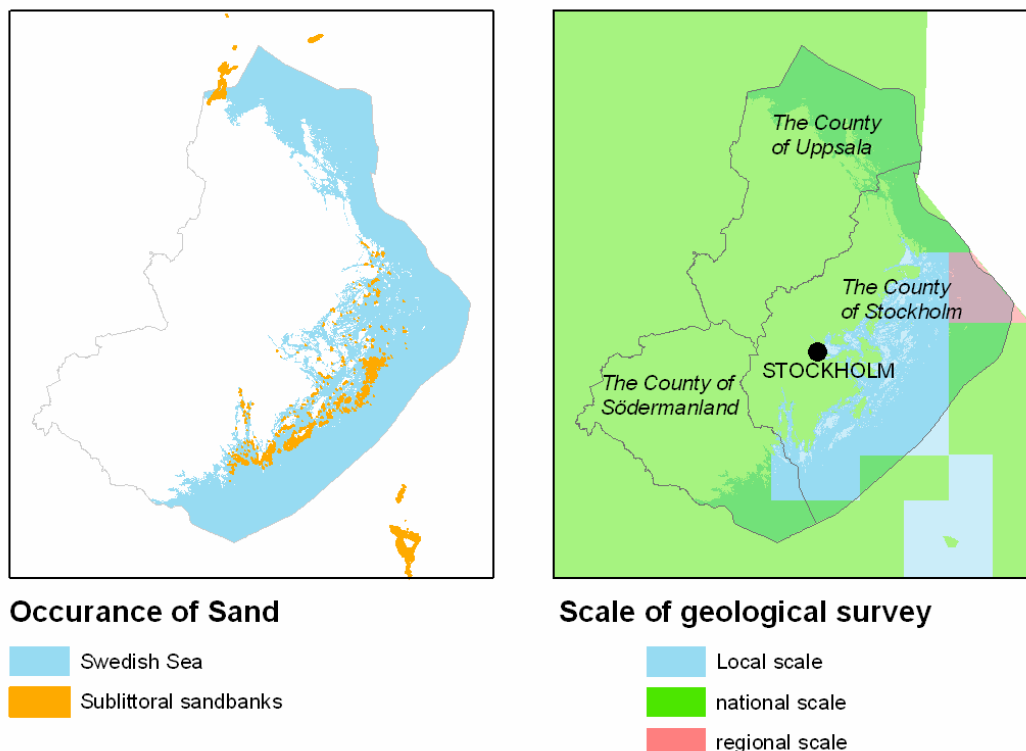 The County
of Uppsala
The County
of Stockholm
STOCKHOLM
The County of
Södermanland
Occurance of Sand
Swedish Sea
Sublittoral sandbanks
Scale of geological survey
Local scale
national scale
regional scale